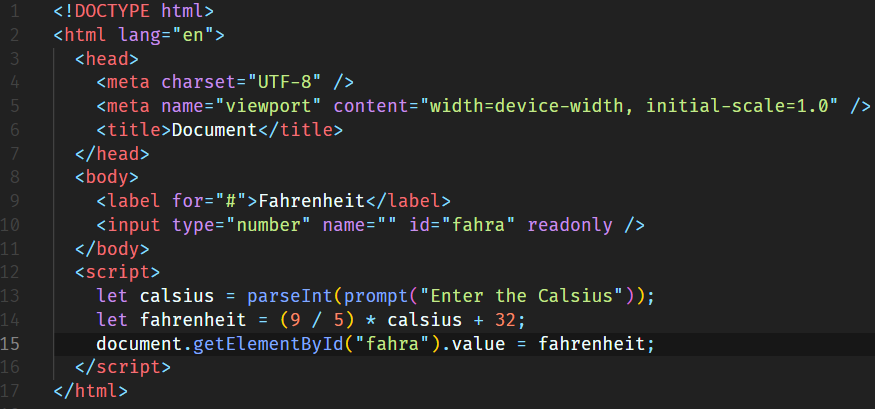 1 <!DOCTYPE html>
2 <html lang="en">
3 <head>
4 <meta charset="UTF-8" />
5 <meta name="viewport" content="width=device-width, initial-scale=1.0" />
6 <title>Document</title>
7 </head>
8 <body>
9 <label for="#">Fahrenheit</label>
10 <input type="number" name="" id="fahra" readonly />
11 </body>
12 <script>
13 let calsius = parseInt(prompt("Enter the Calsius"));
14 let fahrenheit = (9 / 5) * calsius + 32;
15 document.getElementById("fahra").value = fahrenheit;
16 </script>
17 </html>